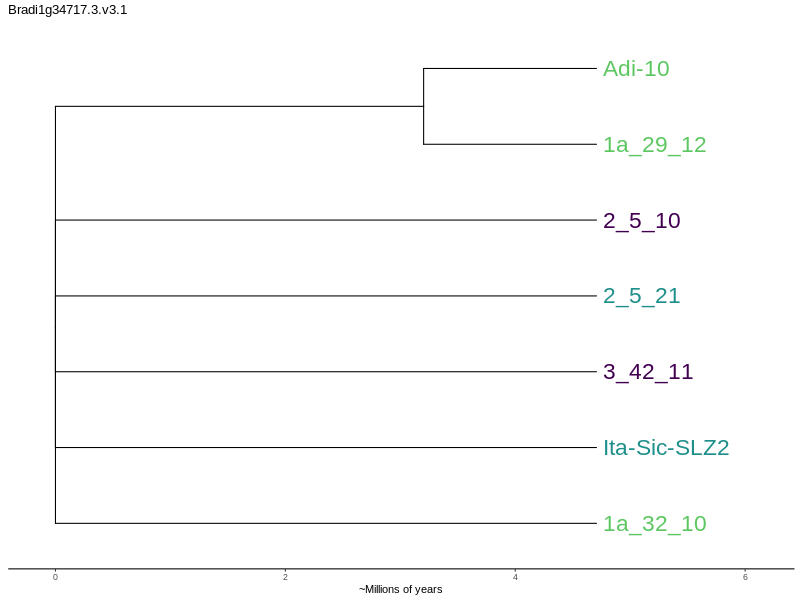 Bradi1g34717.3.v3.1
Adi-10
1a_29_12
2_5_10
2_5_21
3_42_11
Ita-Sic-SLZ2
1a_32_10
0 2 4 6
~Millions of years